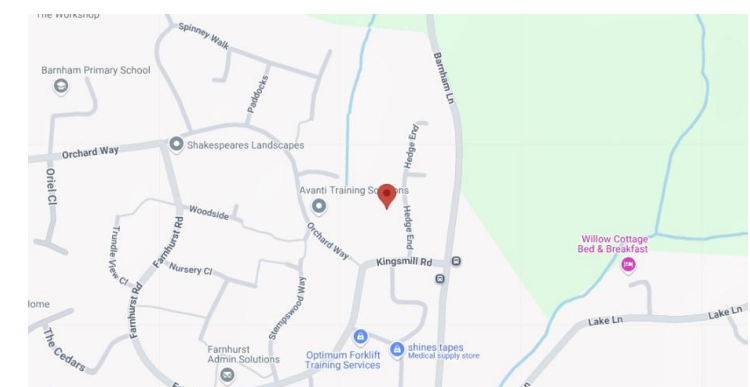 The Workshop
Spinney Walk
Barnham Primary School
Paddocks
Barnham Ln
Orchard Way
Shakespeares Landscapes
Hedge End
Oriel Cl
Avanti Training Solutions
Woodside
Farnhurst Rd
Hedge End
Orchard Way
Trundle View Cl
Nursery Cl
Kingsmill Rd
Willow Cottage
Bed & Breakfast
Stempswood Way
Farnhurst Rd
Lake Ln
Lake Ln
The Cedars
Farnhurst
Admin Solutions
Optimum Forklift
Training Services
shines tapes
Medical supply store